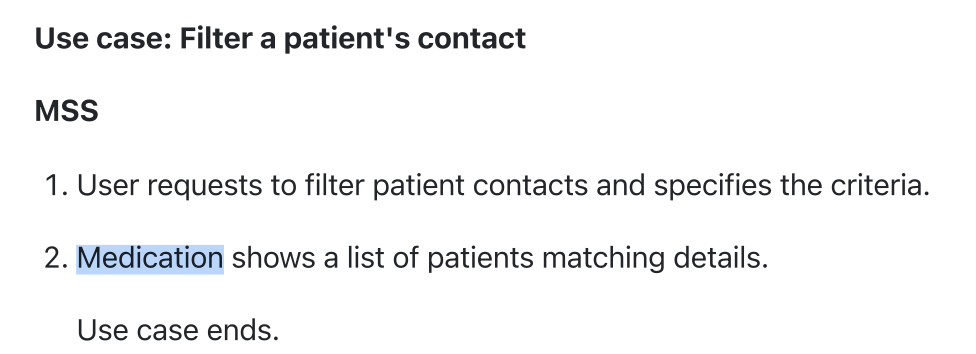 Use case: Filter a patient's contact
MSS
1. User requests to filter patient contacts and specifies the criteria.
2. Medication shows a list of patients matching details.
Use case ends.